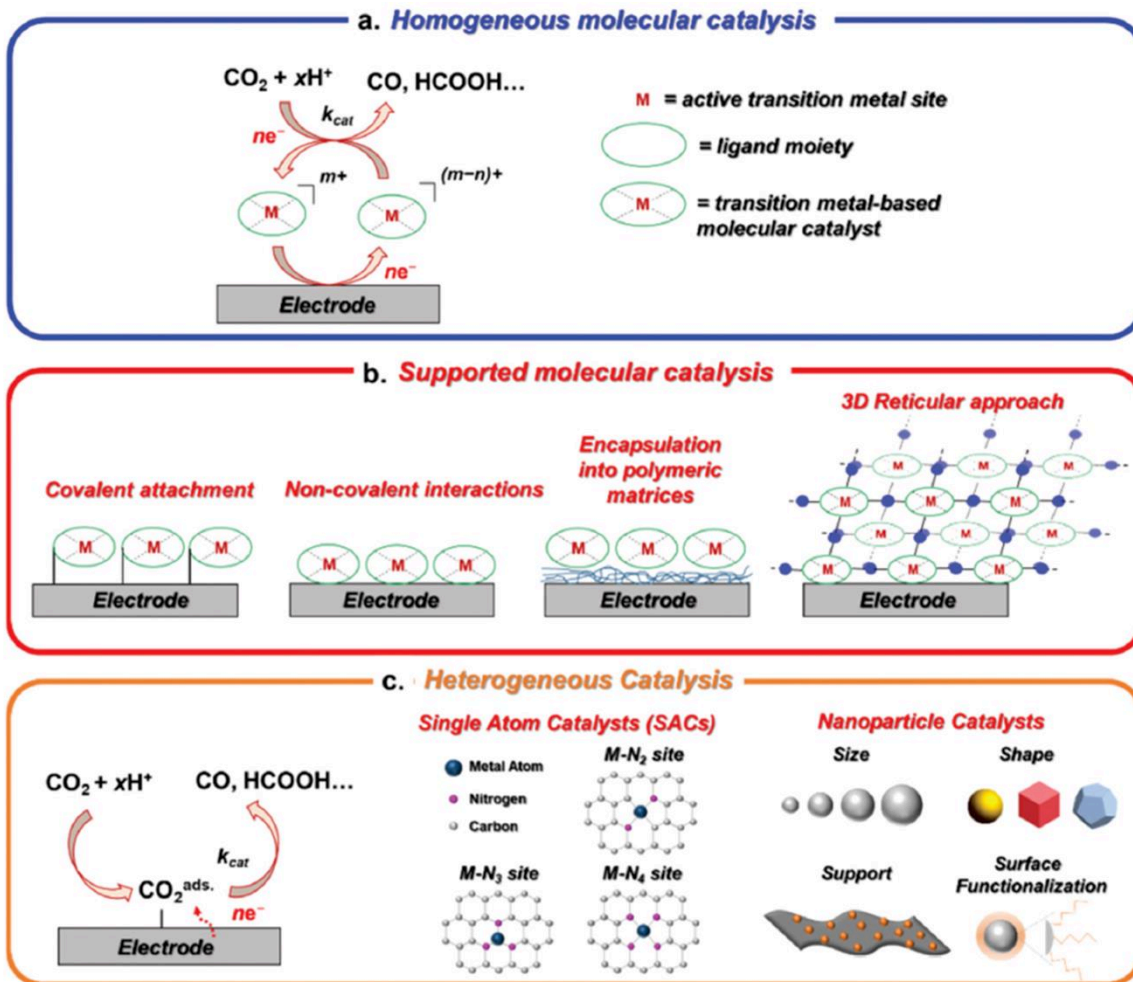 a. Homogeneous molecular catalysis
CO₂ + xH⁺
CO, HCOOH...
k_cat
ne⁻
m+
(m−n)+
M
M
ne⁻
Electrode
M = active transition metal site
= ligand moiety
M
= transition metal-based
molecular catalyst
b. Supported molecular catalysis
Covalent attachment
M M M
Electrode
Non-covalent interactions
M M M
Electrode
Encapsulation
into polymeric
matrices
M M M
Electrode
3D Reticular approach
M M M
M M M
M M M
M M M
Electrode
c. Heterogeneous Catalysis
CO₂ + xH⁺
CO, HCOOH...
k_cat
CO₂ᵃᵈˢ·
ne⁻
Electrode
Single Atom Catalysts (SACs)
Metal Atom
Nitrogen
Carbon
M-N₂ site
M-N₃ site
M-N₄ site
Nanoparticle Catalysts
Size
Shape
Support
Surface
Functionalization